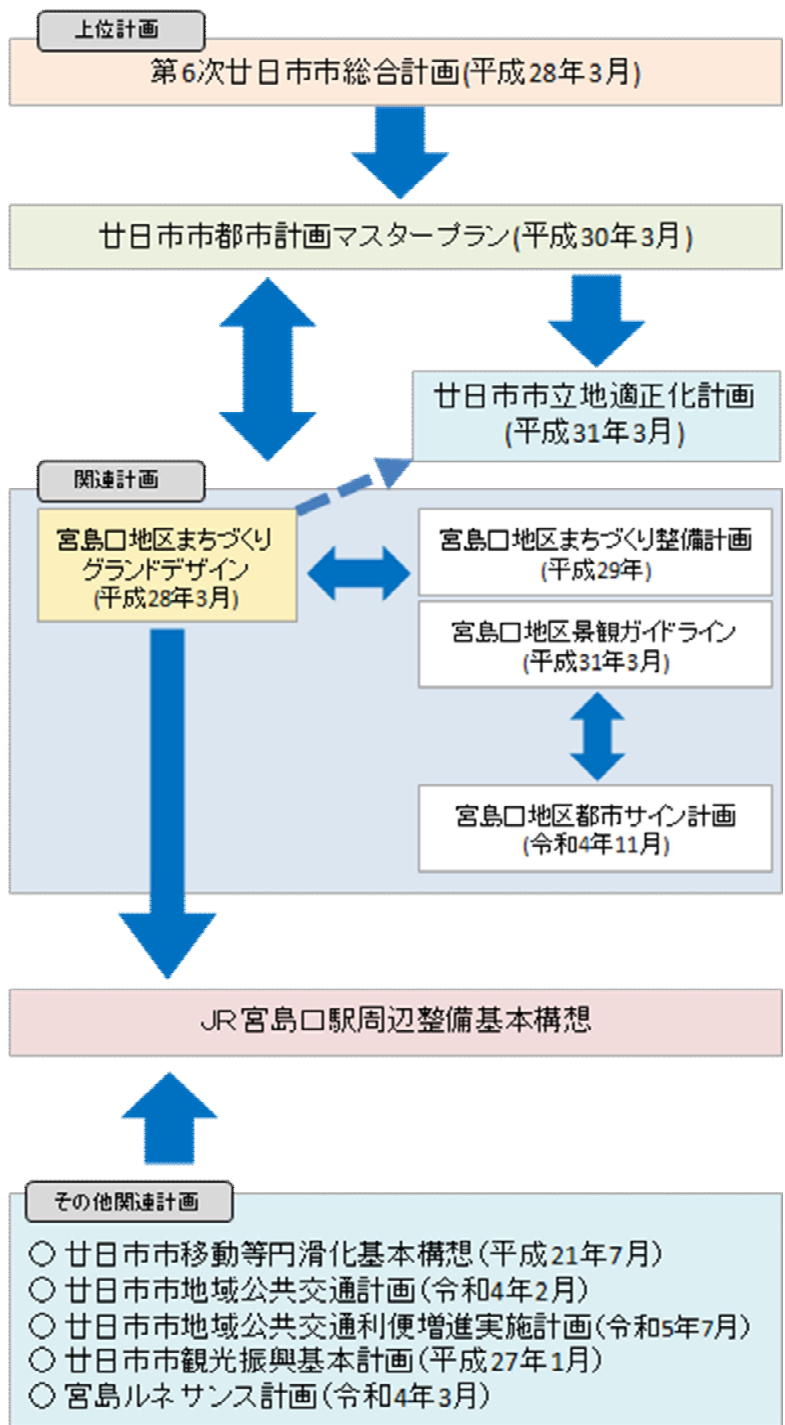 上位計画
第6次廿日市市総合計画(平成28年3月)
廿日市市都市計画マスタープラン(平成30年3月)
廿日市市立地適正化計画
(平成31年3月)
関連計画
宮島口地区まちづくり
グランドデザイン
(平成28年3月)
宮島口地区まちづくり整備計画
(平成29年)
宮島口地区景観ガイドライン
(平成31年3月)
宮島口地区都市サイン計画
(令和4年11月)
JR宮島口駅周辺整備基本構想
その他関連計画
○ 廿日市市移動等円滑化基本構想(平成21年7月)
○ 廿日市市地域公共交通計画(令和4年2月)
○ 廿日市市地域公共交通利便増進実施計画(令和5年7月)
○ 廿日市市観光振興基本計画(平成27年1月)
○ 宮島ルネサンス計画(令和4年3月)